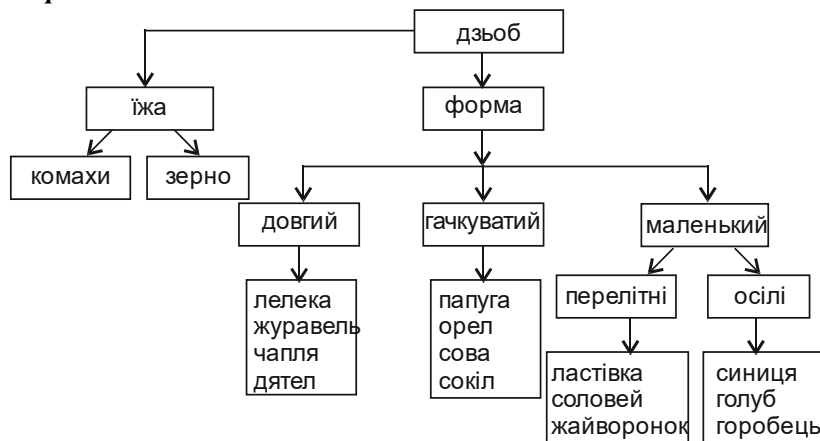 дзьоб
їжа
форма
комахи
зерно
довгий
гачкуватий
маленький
перелітні
осілі
лелека
журавель
чапля
дятел
папуга
орел
сова
сокіл
ластівка
соловей
жайворонок
синиця
голуб
горобець